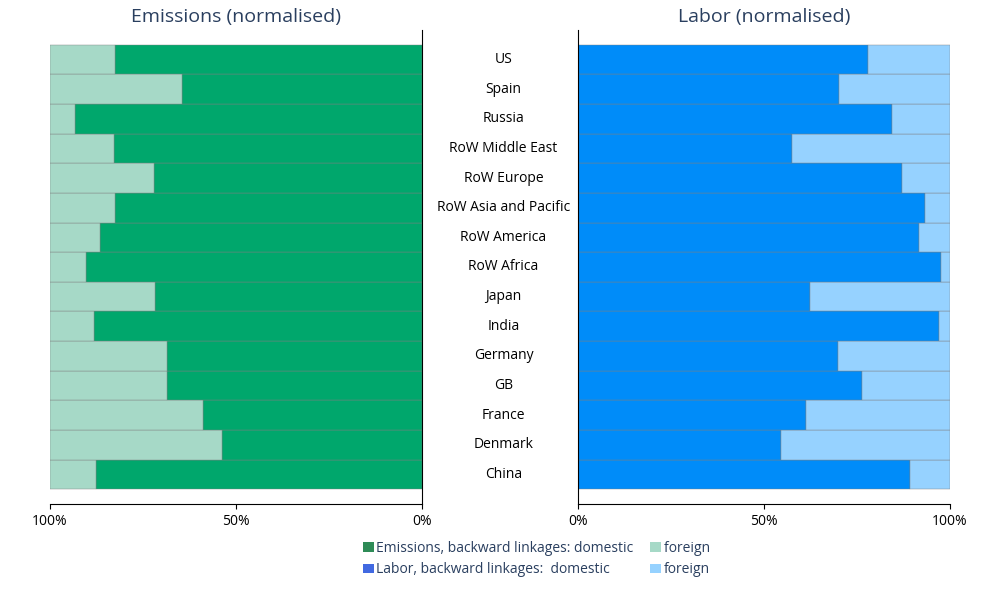 Emissions (normalised)
Labor (normalised)
US
Spain
Russia
RoW Middle East
RoW Europe
RoW Asia and Pacific
RoW America
RoW Africa
Japan
India
Germany
GB
France
Denmark
China
100%
50%
0%
0%
50%
100%
Emissions, backward linkages: domestic
foreign
Labor, backward linkages:  domestic
foreign